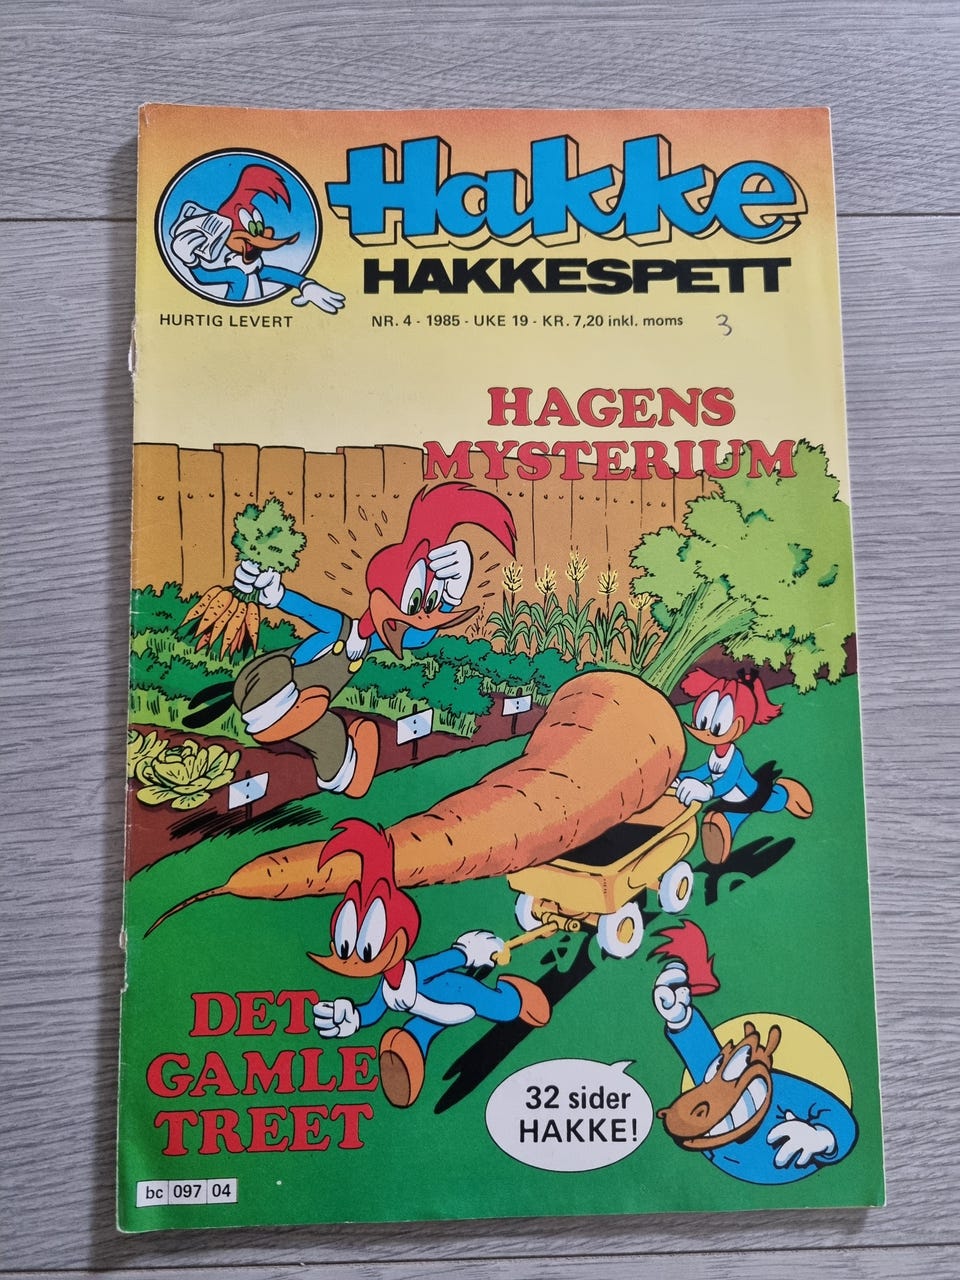 Hakke
HAKKESPETT
HURTIG LEVERT
NR. 4 - 1985 - UKE 19 - KR. 7,20 inkl. moms
3
HAGENS
MYSTERIUM
DET
GAMLE
TREET
32 sider
HAKKE!
bc 097 04